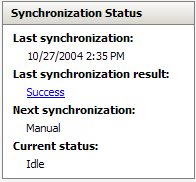 Synchronization Status
Last synchronization:
10/27/2004 2:35 PM
Last synchronization result:
Success
Next synchronization:
Manual
Current status:
Idle